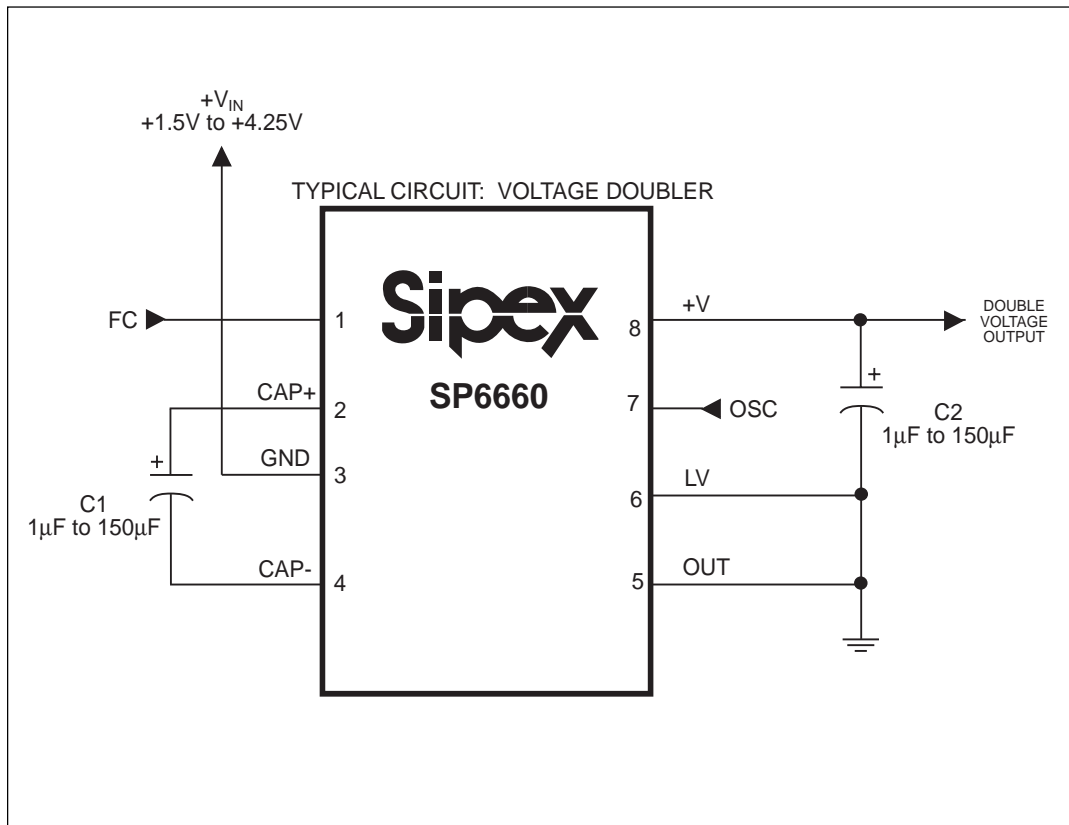 +VIN
+1.5V to +4.25V
TYPICAL CIRCUIT: VOLTAGE DOUBLER
Sipex
SP6660
FC
1
CAP+
2
GND
3
CAP-
4
+
C1
1µF to 150µF
+V
8
DOUBLE
VOLTAGE
OUTPUT
7
OSC
+
C2
1µF to 150µF
LV
6
OUT
5